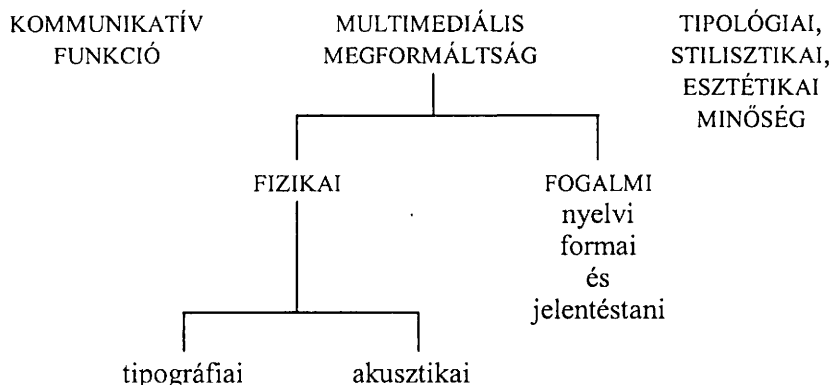 KOMMUNIKATÍV
FUNKCIÓ
MULTIMEDIÁLIS
MEGFORMÁLTSÁG
TIPOLÓGIAI,
STILISZTIKAI,
ESZTÉTIKAI
MINŐSÉG
FIZIKAI
FOGALMI
nyelvi
formai
és
jelentéstani
tipográfiai
akusztikai